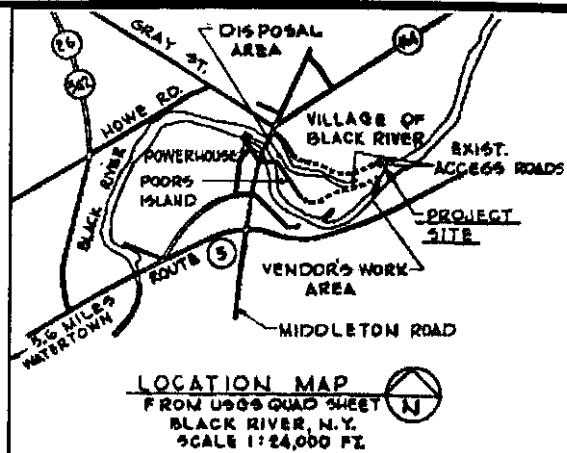 DISPOSAL
AREA
GRAY ST.
26
342
HOWE RD.
VILLAGE OF
BLACK RIVER
EXIST.
ACCESS ROADS
POWERHOUSE
POORS
ISLAND
BLACK RIVER
PROJECT
SITE
ROUTE 3
VENDOR'S WORK
AREA
5.6 MILES
WATERTOWN
MIDDLETON ROAD
LOCATION MAP
N
FROM USGS QUAD SHEET
BLACK RIVER, N.Y.
SCALE 1:24,000 FT.